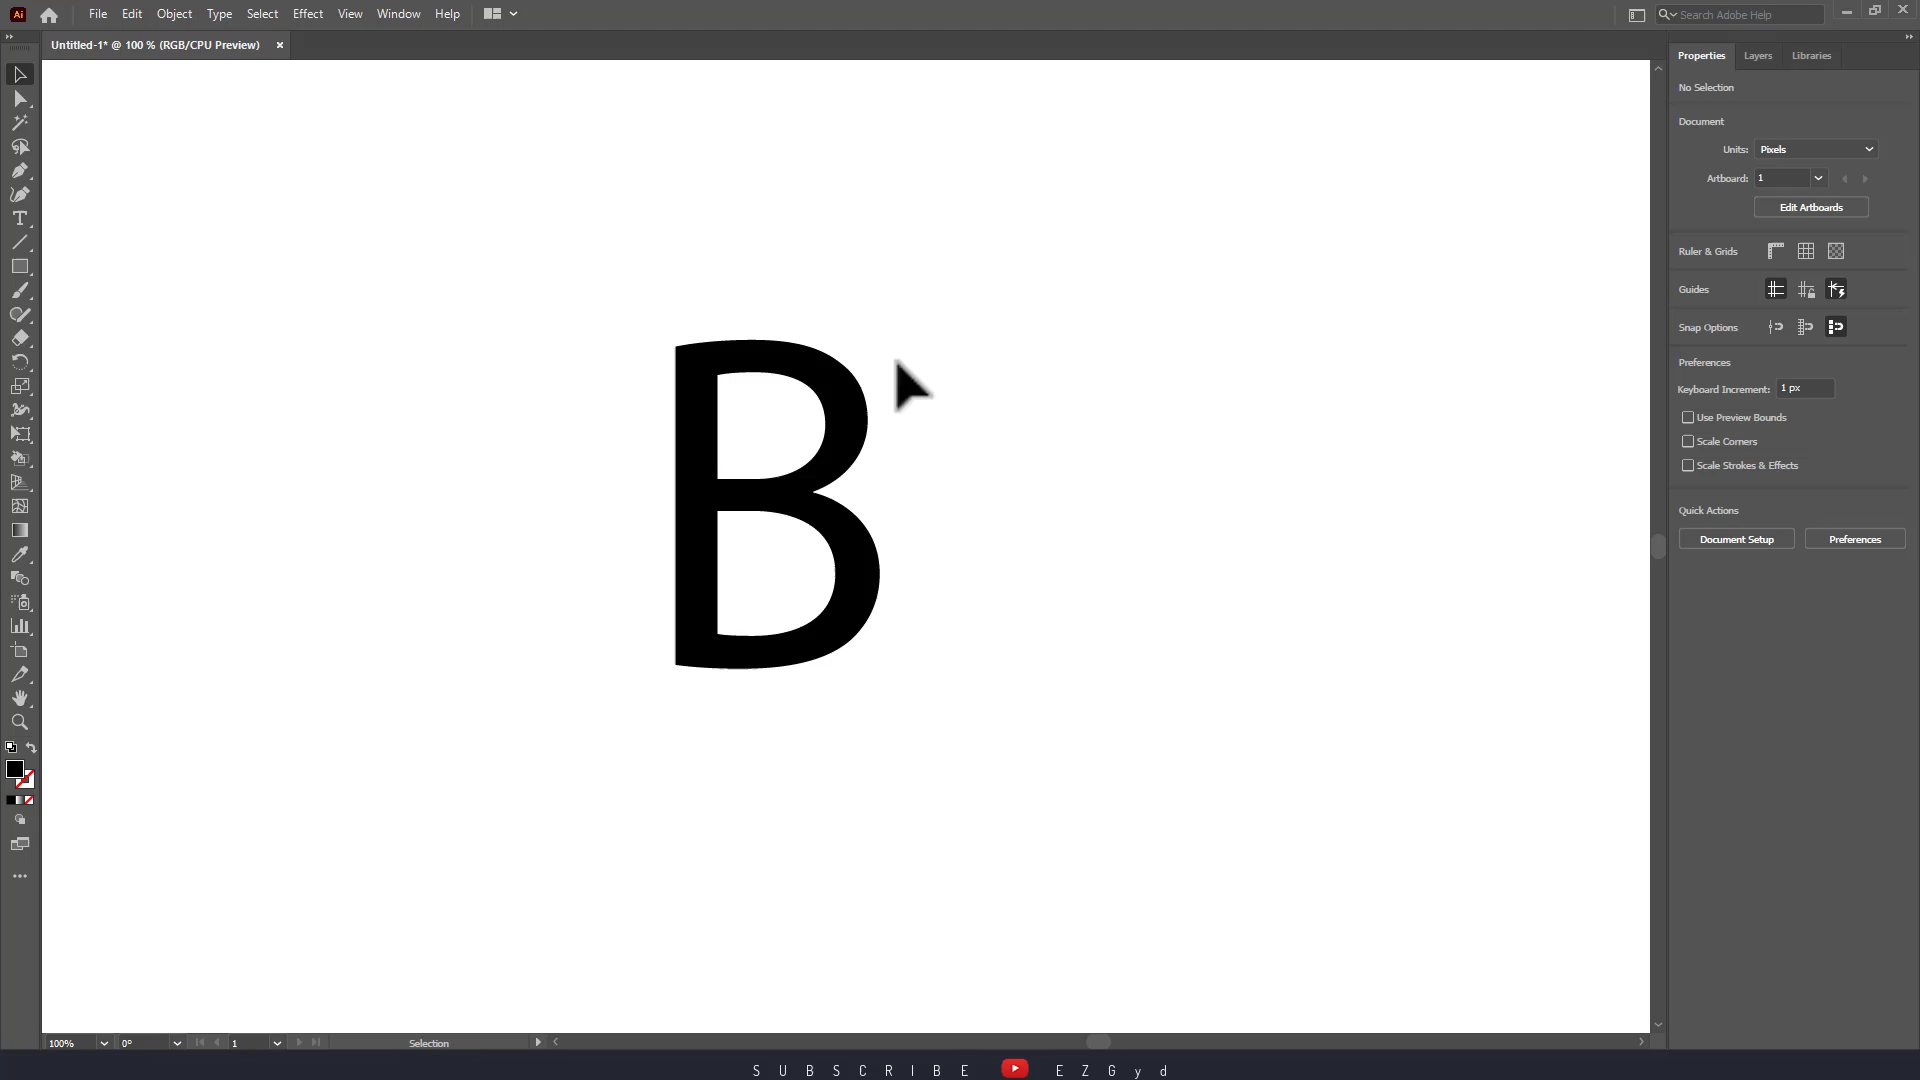 Ai File Edit Object Type Select Effect View Window Help Search Adobe Help
Untitled-1* @ 100 % (RGB/CPU Preview)
Properties Layers Libraries
No Selection
Document
Units: Pixels
Artboard: 1
Edit Artboards
Ruler & Grids
Guides
Snap Options
Preferences
Keyboard Increment: 1 px
Use Preview Bounds
Scale Corners
Scale Strokes & Effects
Quick Actions
Document Setup Preferences
B
100% 0° 1 Selection
SUBSCRIBE EZGyd